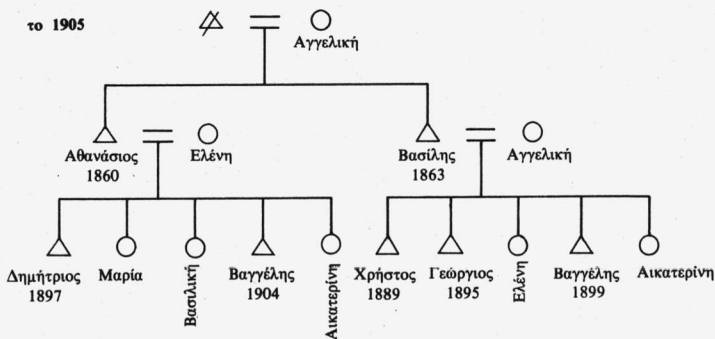 το 1905
Αγγελική
Αθανάσιος
1860
Ελένη
Βασίλης
1863
Αγγελική
Δημήτριος
1897
Μαρία
Βασιλική
Βαγγέλης
1904
Αικατερίνη
Χρήστος
1889
Γεώργιος
1895
Ελένη
Βαγγέλης
1899
Αικατερίνη